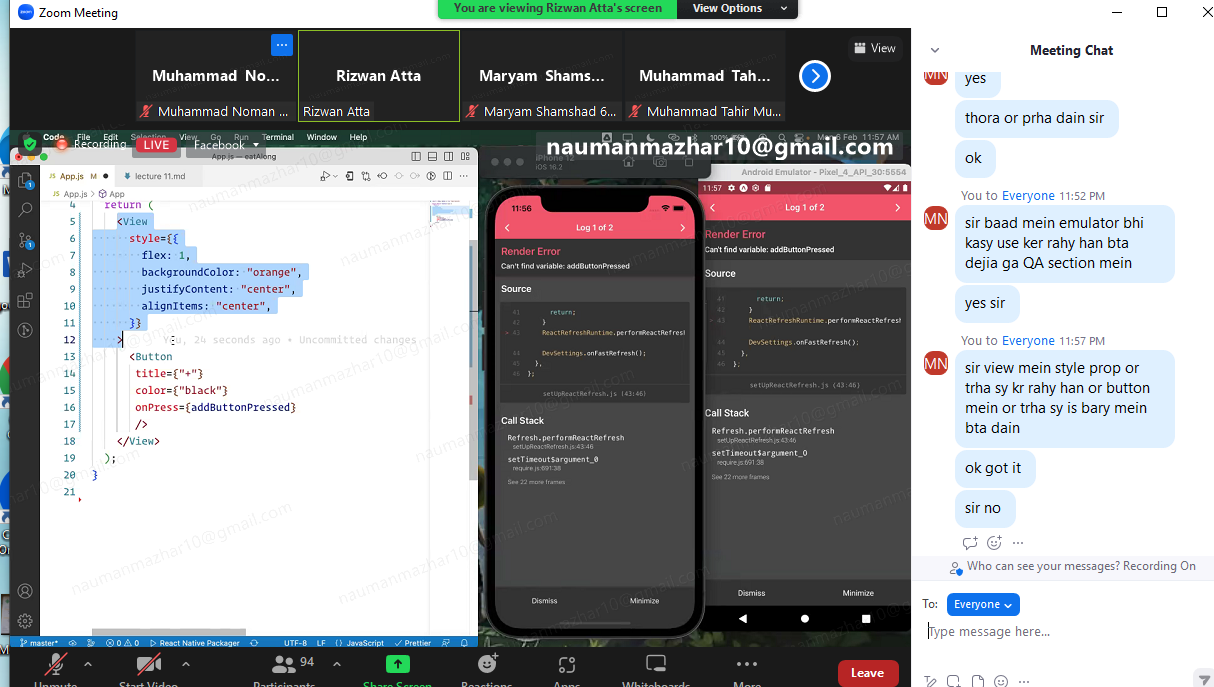 Zoom Meeting
You are viewing Rizwan Atta's screen
View Options
Muhammad No...
Rizwan Atta
Maryam Shams...
Muhammad Tah...
View
Muhammad Noman ...
Rizwan Atta
Maryam Shamshad 6...
Muhammad Tahir Mu...
Code File Edit Selection View Go Run Terminal Window Help
Mon 6 Feb 11:57 AM
Recording
LIVE
Facebook
naumanmazhar10@gmail.com
App.js — eatAlong
App.js M
lecture 11.md
App.js > App
4 return (
5 <View
6 style={{
7 flex: 1,
8 backgroundColor: "orange",
9 justifyContent: "center",
10 alignItems: "center",
11 }}
12 > You, 24 seconds ago • Uncommitted changes
13 <Button
14 title={"+"}
15 color={"black"}
16 onPress={addButtonPressed}
17 />
18 </View>
19 );
20 }
21
master*
0 0
React Native Packager
UTF-8 LF {} JavaScript Prettier
iPhone 12
iOS 16.2
11:56
Log 1 of 2
Render Error
Can't find variable: addButtonPressed
Source
41 return;
42 }
> 43 ReactRefreshRuntime.performReactRefresh
44 DevSettings.onFastRefresh();
45 },
46 };
setUpReactRefresh.js (43:46)
Call Stack
Refresh.performReactRefresh
setUpReactRefresh.js:43:46
setTimeout$argument_0
require.js:691:38
See 22 more frames
Dismiss
Minimize
Android Emulator - Pixel_4_API_30:5554
11:57
Log 1 of 2
Render Error
Can't find variable: addButtonPressed
Source
41 return;
42 }
> 43 ReactRefreshRuntime.performReactRefresh
44 DevSettings.onFastRefresh();
45 },
46 };
setUpReactRefresh.js (43:46)
Call Stack
Refresh.performReactRefresh
setUpReactRefresh.js:43:46
setTimeout$argument_0
require.js:691:38
See 22 more frames
Dismiss
Minimize
Unmute
Start Video
94
Participants
Share Screen
Reactions
Apps
Whiteboards
More
Leave
Meeting Chat
MN
yes
thora or prha dain sir
ok
You to Everyone 11:52 PM
MN
sir baad mein emulator bhi
kasy use ker rahy han bta
dejia ga QA section mein
yes sir
You to Everyone 11:57 PM
MN
sir view mein style prop or
trha sy kr rahy han or button
mein or trha sy is bary mein
bta dain
ok got it
sir no
Who can see your messages? Recording On
To: Everyone
Type message here...